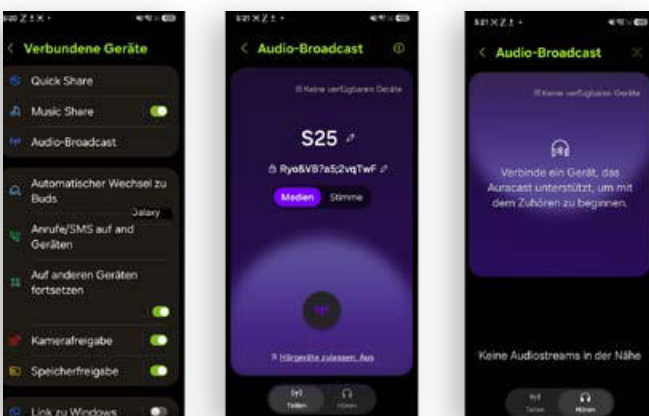 Verbundene Geräte
Quick Share
Music Share
Audio-Broadcast
Automatischer Wechsel zu
Buds
Galaxy
Anrufe/SMS auf and
Geräten
Auf anderen Geräten
fortsetzen
Kamerafreigabe
Speicherfreigabe
Link zu Windows
Audio-Broadcast
Keine verfügbaren Geräte
S25
Ryo&VB?a5;2vqTwF
Medien Stimme
Hörgeräte zulassen: Aus
Teilen Hören
Audio-Broadcast
Keine verfügbaren Geräte
Verbinde ein Gerät, das
Auracast unterstützt, um mit
dem Zuhören zu beginnen.
Keine Audiostreams in der Nähe
Teilen Hören